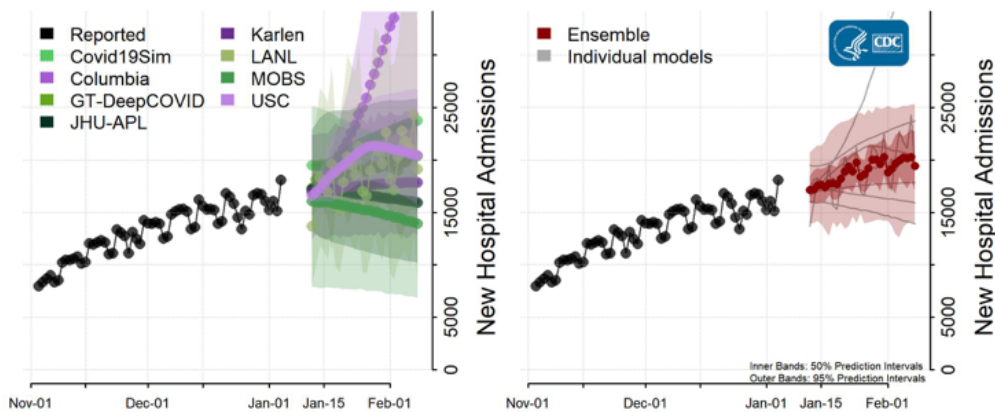 Reported
Covid19Sim
Columbia
GT-DeepCOVID
JHU-APL
Karlen
LANL
MOBS
USC
New Hospital Admissions
0
5000
15000
25000
Nov-01
Dec-01
Jan-01
Jan-15
Feb-01
Ensemble
Individual models
CDC
New Hospital Admissions
0
5000
15000
25000
Inner Bands: 50% Prediction Intervals
Outer Bands: 95% Prediction Intervals
Nov-01
Dec-01
Jan-01
Jan-15
Feb-01